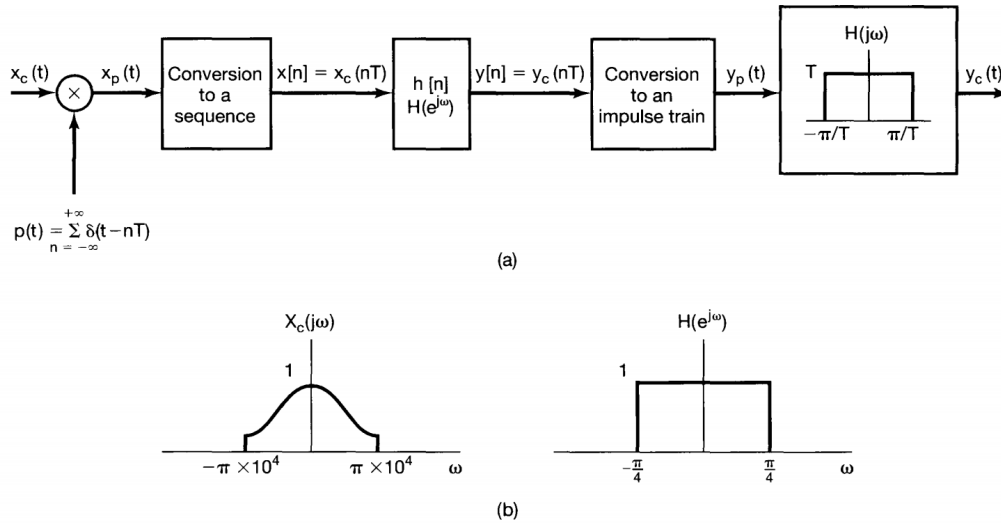 x_c(t)
×
x_p(t)
Conversion
to a
sequence
x[n] = x_c(nT)
h [n]
H(e^{jω})
y[n] = y_c(nT)
Conversion
to an
impulse train
y_p(t)
H(jω)
T
−π/T
π/T
y_c(t)
+∞
p(t) = Σ δ(t−nT)
n = −∞
(a)
X_c(jω)
1
−π ×10^4
π ×10^4
ω
H(e^{jω})
1
−π/4
π/4
ω
(b)